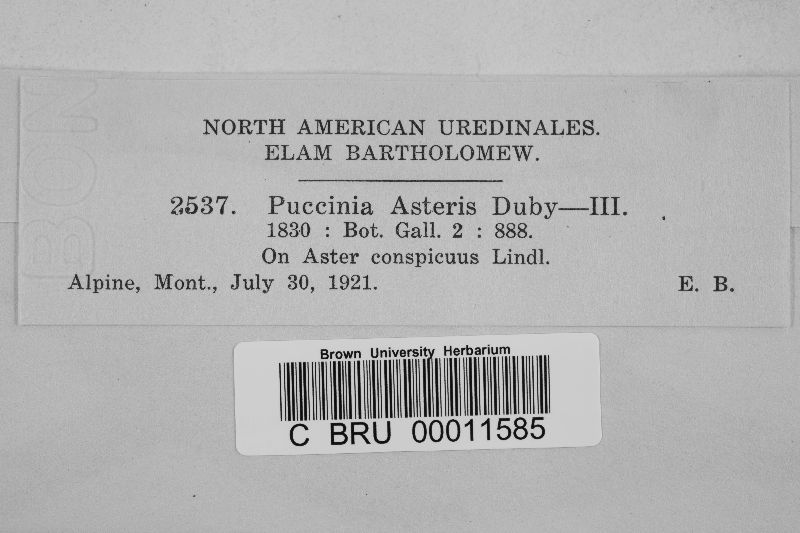 NORTH AMERICAN UREDINALES.
ELAM BARTHOLOMEW.
2537. Puccinia Asteris Duby—III.
1830 : Bot. Gall. 2 : 888.
On Aster conspicuus Lindl.
Alpine, Mont., July 30, 1921. E. B.
Brown University Herbarium
C BRU 00011585